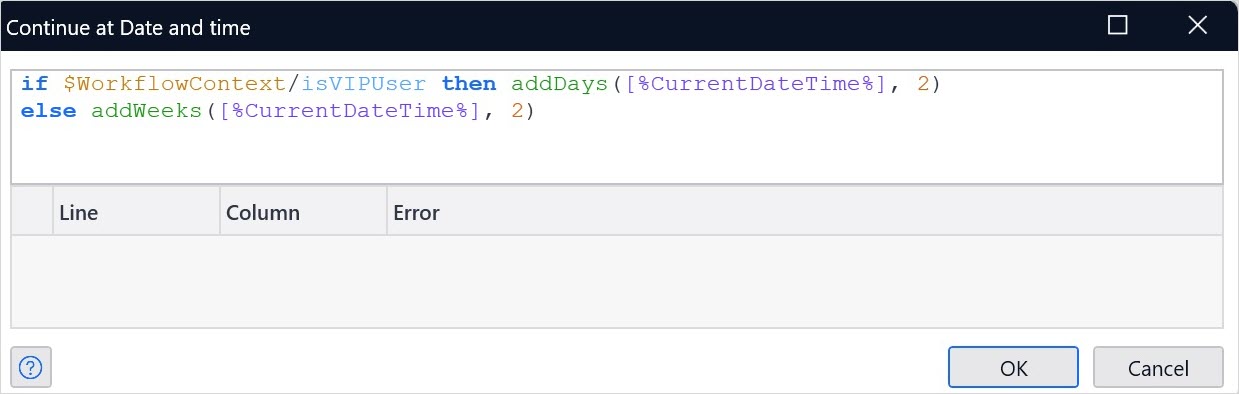 Continue at Date and time
if $WorkflowContext/isVIPUser then addDays([%CurrentDateTime%], 2)
else addWeeks([%CurrentDateTime%], 2)
Line Column Error
? OK Cancel